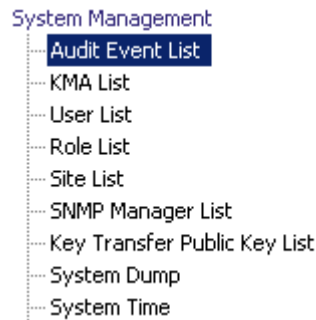 System Management
Audit Event List
KMA List
User List
Role List
Site List
SNMP Manager List
Key Transfer Public Key List
System Dump
System Time